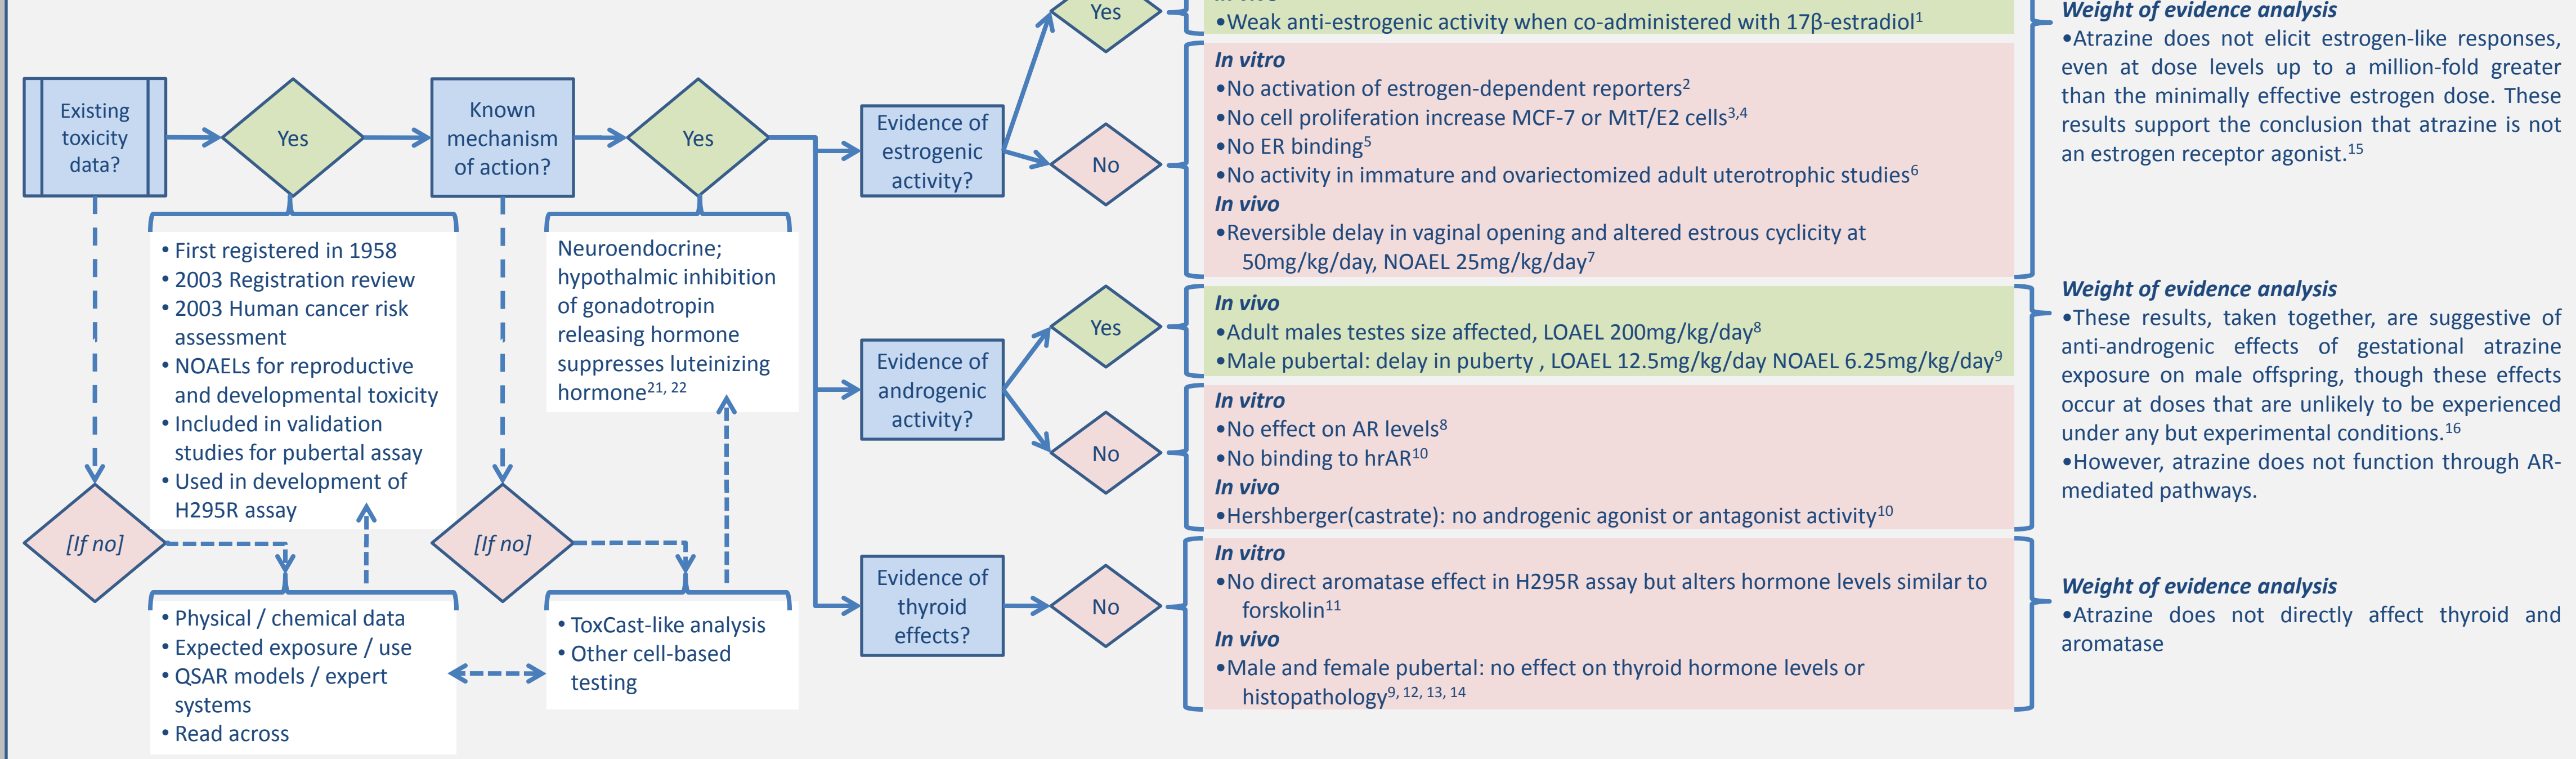 Existing
toxicity
data?
Yes
Known
mechanism
of action?
Yes
• First registered in 1958
• 2003 Registration review
• 2003 Human cancer risk
assessment
• NOAELs for reproductive
and developmental toxicity
• Included in validation
studies for pubertal assay
• Used in development of
H295R assay
Neuroendocrine;
hypothalmic inhibition
of gonadotropin
releasing hormone
suppresses luteinizing
hormone21, 22
[If no]
[If no]
• Physical / chemical data
• Expected exposure / use
• QSAR models / expert
systems
• Read across
• ToxCast-like analysis
• Other cell-based
testing
Evidence of
estrogenic
activity?
Yes
•Weak anti-estrogenic activity when co-administered with 17β-estradiol1
No
In vitro
•No activation of estrogen-dependent reporters2
•No cell proliferation increase MCF-7 or MtT/E2 cells3,4
•No ER binding5
•No activity in immature and ovariectomized adult uterotrophic studies6
In vivo
•Reversible delay in vaginal opening and altered estrous cyclicity at
50mg/kg/day, NOAEL 25mg/kg/day7
Weight of evidence analysis
•Atrazine does not elicit estrogen-like responses,
even at dose levels up to a million-fold greater
than the minimally effective estrogen dose. These
results support the conclusion that atrazine is not
an estrogen receptor agonist.15
Evidence of
androgenic
activity?
Yes
In vivo
•Adult males testes size affected, LOAEL 200mg/kg/day8
•Male pubertal: delay in puberty , LOAEL 12.5mg/kg/day NOAEL 6.25mg/kg/day9
No
In vitro
•No effect on AR levels8
•No binding to hrAR10
In vivo
•Hershberger(castrate): no androgenic agonist or antagonist activity10
Weight of evidence analysis
•These results, taken together, are suggestive of
anti-androgenic effects of gestational atrazine
exposure on male offspring, though these effects
occur at doses that are unlikely to be experienced
under any but experimental conditions.16
•However, atrazine does not function through AR-
mediated pathways.
Evidence of
thyroid
effects?
No
In vitro
•No direct aromatase effect in H295R assay but alters hormone levels similar to
forskolin11
In vivo
•Male and female pubertal: no effect on thyroid hormone levels or
histopathology9, 12, 13, 14
Weight of evidence analysis
•Atrazine does not directly affect thyroid and
aromatase